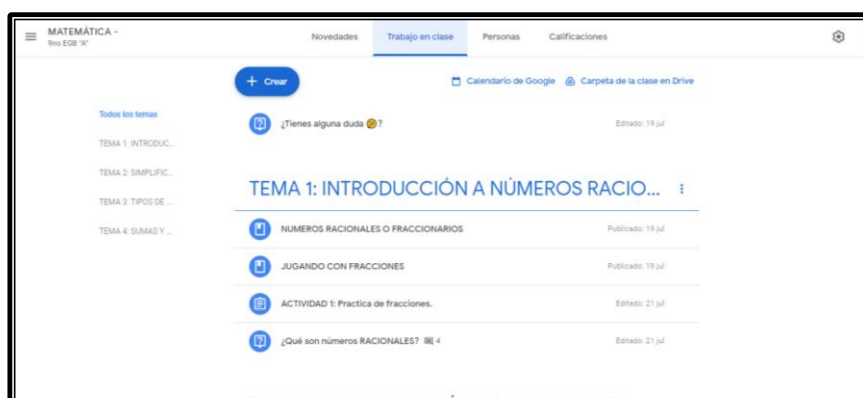 MATEMÁTICA -
9no EGB "A"
Novedades
Trabajo en clase
Personas
Calificaciones
+ Crear
Calendario de Google
Carpeta de la clase en Drive
Todos los temas
TEMA 1: INTRODUC...
TEMA 2: SIMPLIFIC...
TEMA 3: TIPOS DE ...
TEMA 4: SUMAS Y ...
¿Tienes alguna duda 🤔?
Editado: 19 jul
TEMA 1: INTRODUCCIÓN A NÚMEROS RACIO...
NUMEROS RACIONALES O FRACCIONARIOS
Publicado: 19 jul
JUGANDO CON FRACCIONES
Publicado: 19 jul
ACTIVIDAD 1: Practica de fracciones.
Editado: 21 jul
¿Qué son números RACIONALES? 4
Editado: 21 jul